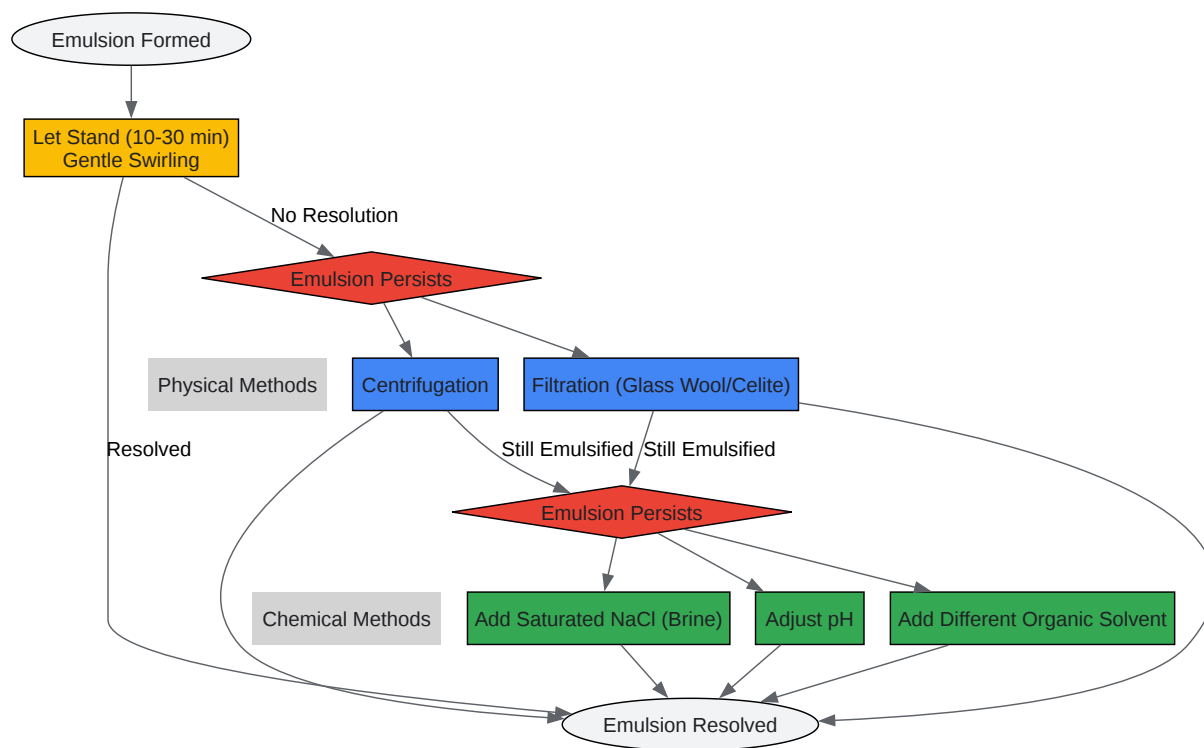 Emulsion Formed
Let Stand (10-30 min)
Gentle Swirling
No Resolution
Emulsion Persists
Physical Methods
Centrifugation
Filtration (Glass Wool/Celite)
Resolved
Still Emulsified
Still Emulsified
Emulsion Persists
Chemical Methods
Add Saturated NaCl (Brine)
Adjust pH
Add Different Organic Solvent
Emulsion Resolved